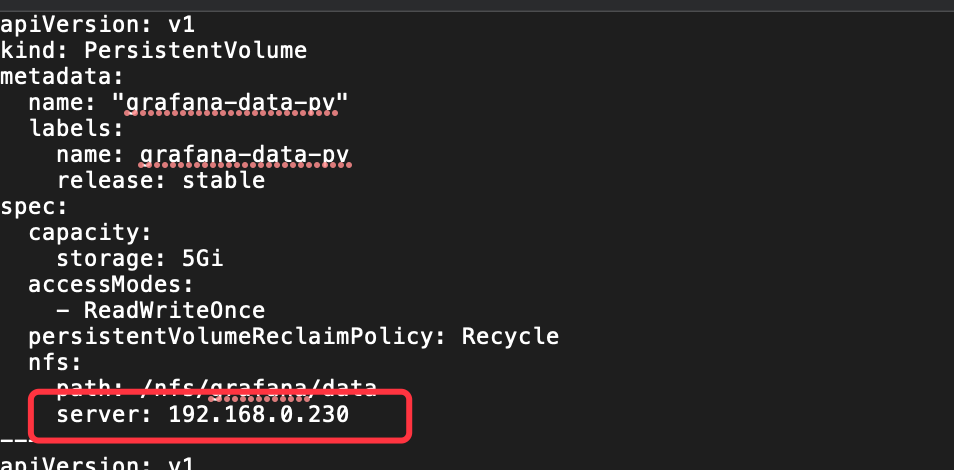 apiVersion: v1
kind: PersistentVolume
metadata:
  name: "grafana-data-pv"
  labels:
    name: grafana-data-pv
    release: stable
spec:
  capacity:
    storage: 5Gi
  accessModes:
    - ReadWriteOnce
  persistentVolumeReclaimPolicy: Recycle
  nfs:
    path: /nfs/grafana/data
    server: 192.168.0.230
---
apiVersion: v1